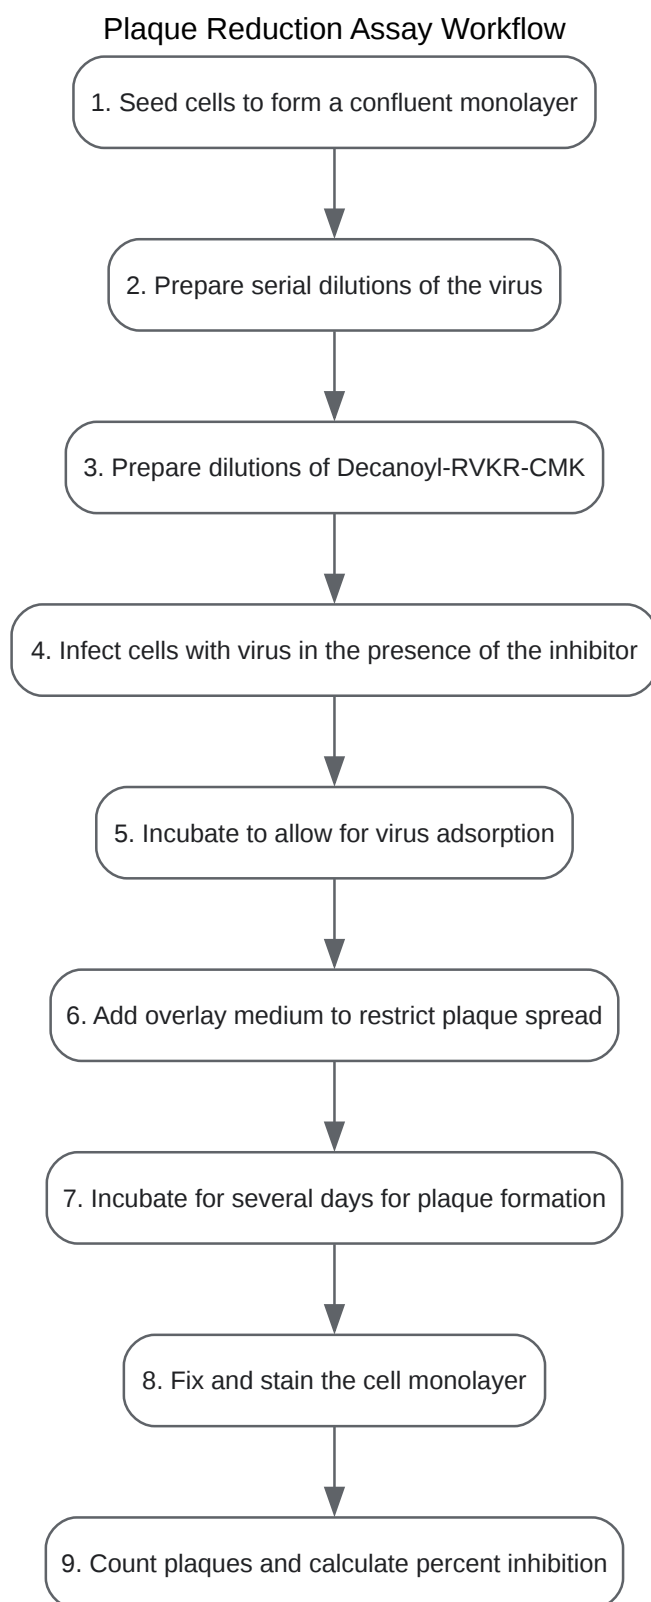 Plaque Reduction Assay Workflow
1. Seed cells to form a confluent monolayer
2. Prepare serial dilutions of the virus
3. Prepare dilutions of Decanoyl-RVKR-CMK
4. Infect cells with virus in the presence of the inhibitor
5. Incubate to allow for virus adsorption
6. Add overlay medium to restrict plaque spread
7. Incubate for several days for plaque formation
8. Fix and stain the cell monolayer
9. Count plaques and calculate percent inhibition